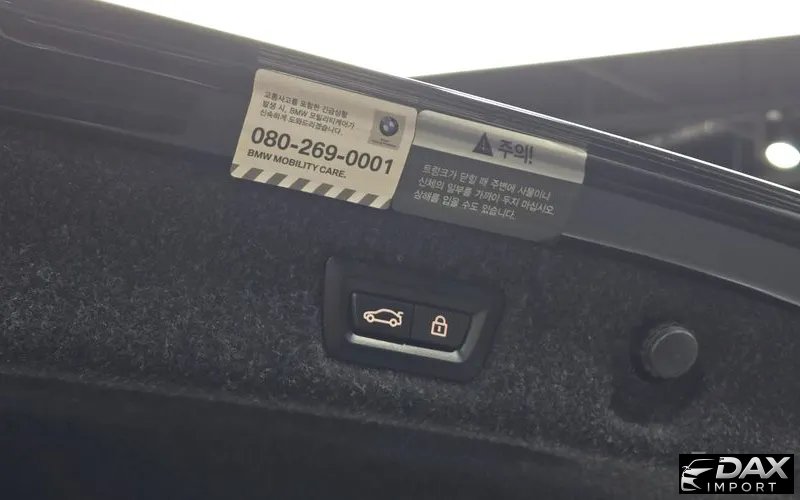 교통사고를 포함한 긴급상황
발생 시, BMW 모빌리티케어가
신속하게 도와드리겠습니다.
080-269-0001
BMW MOBILITY CARE.
주의!
트렁크가 닫힐 때 주변에 사물이나
신체의 일부를 가까이 두지 마십시오.
상해를 입을 수도 있습니다.
DAX
IMPORT